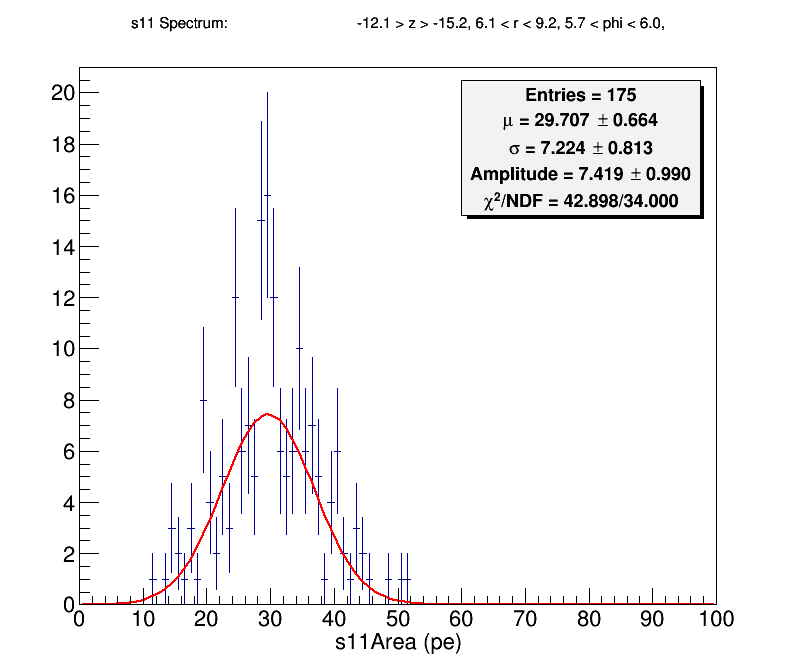 s11 Spectrum: -12.1 > z > -15.2, 6.1 < r < 9.2, 5.7 < phi < 6.0,
Entries = 175
μ = 29.707 ± 0.664
σ = 7.224 ± 0.813
Amplitude = 7.419 ± 0.990
χ²/NDF = 42.898/34.000
20
18
16
14
12
10
8
6
4
2
0
0 10 20 30 40 50 60 70 80 90 100
s11Area (pe)